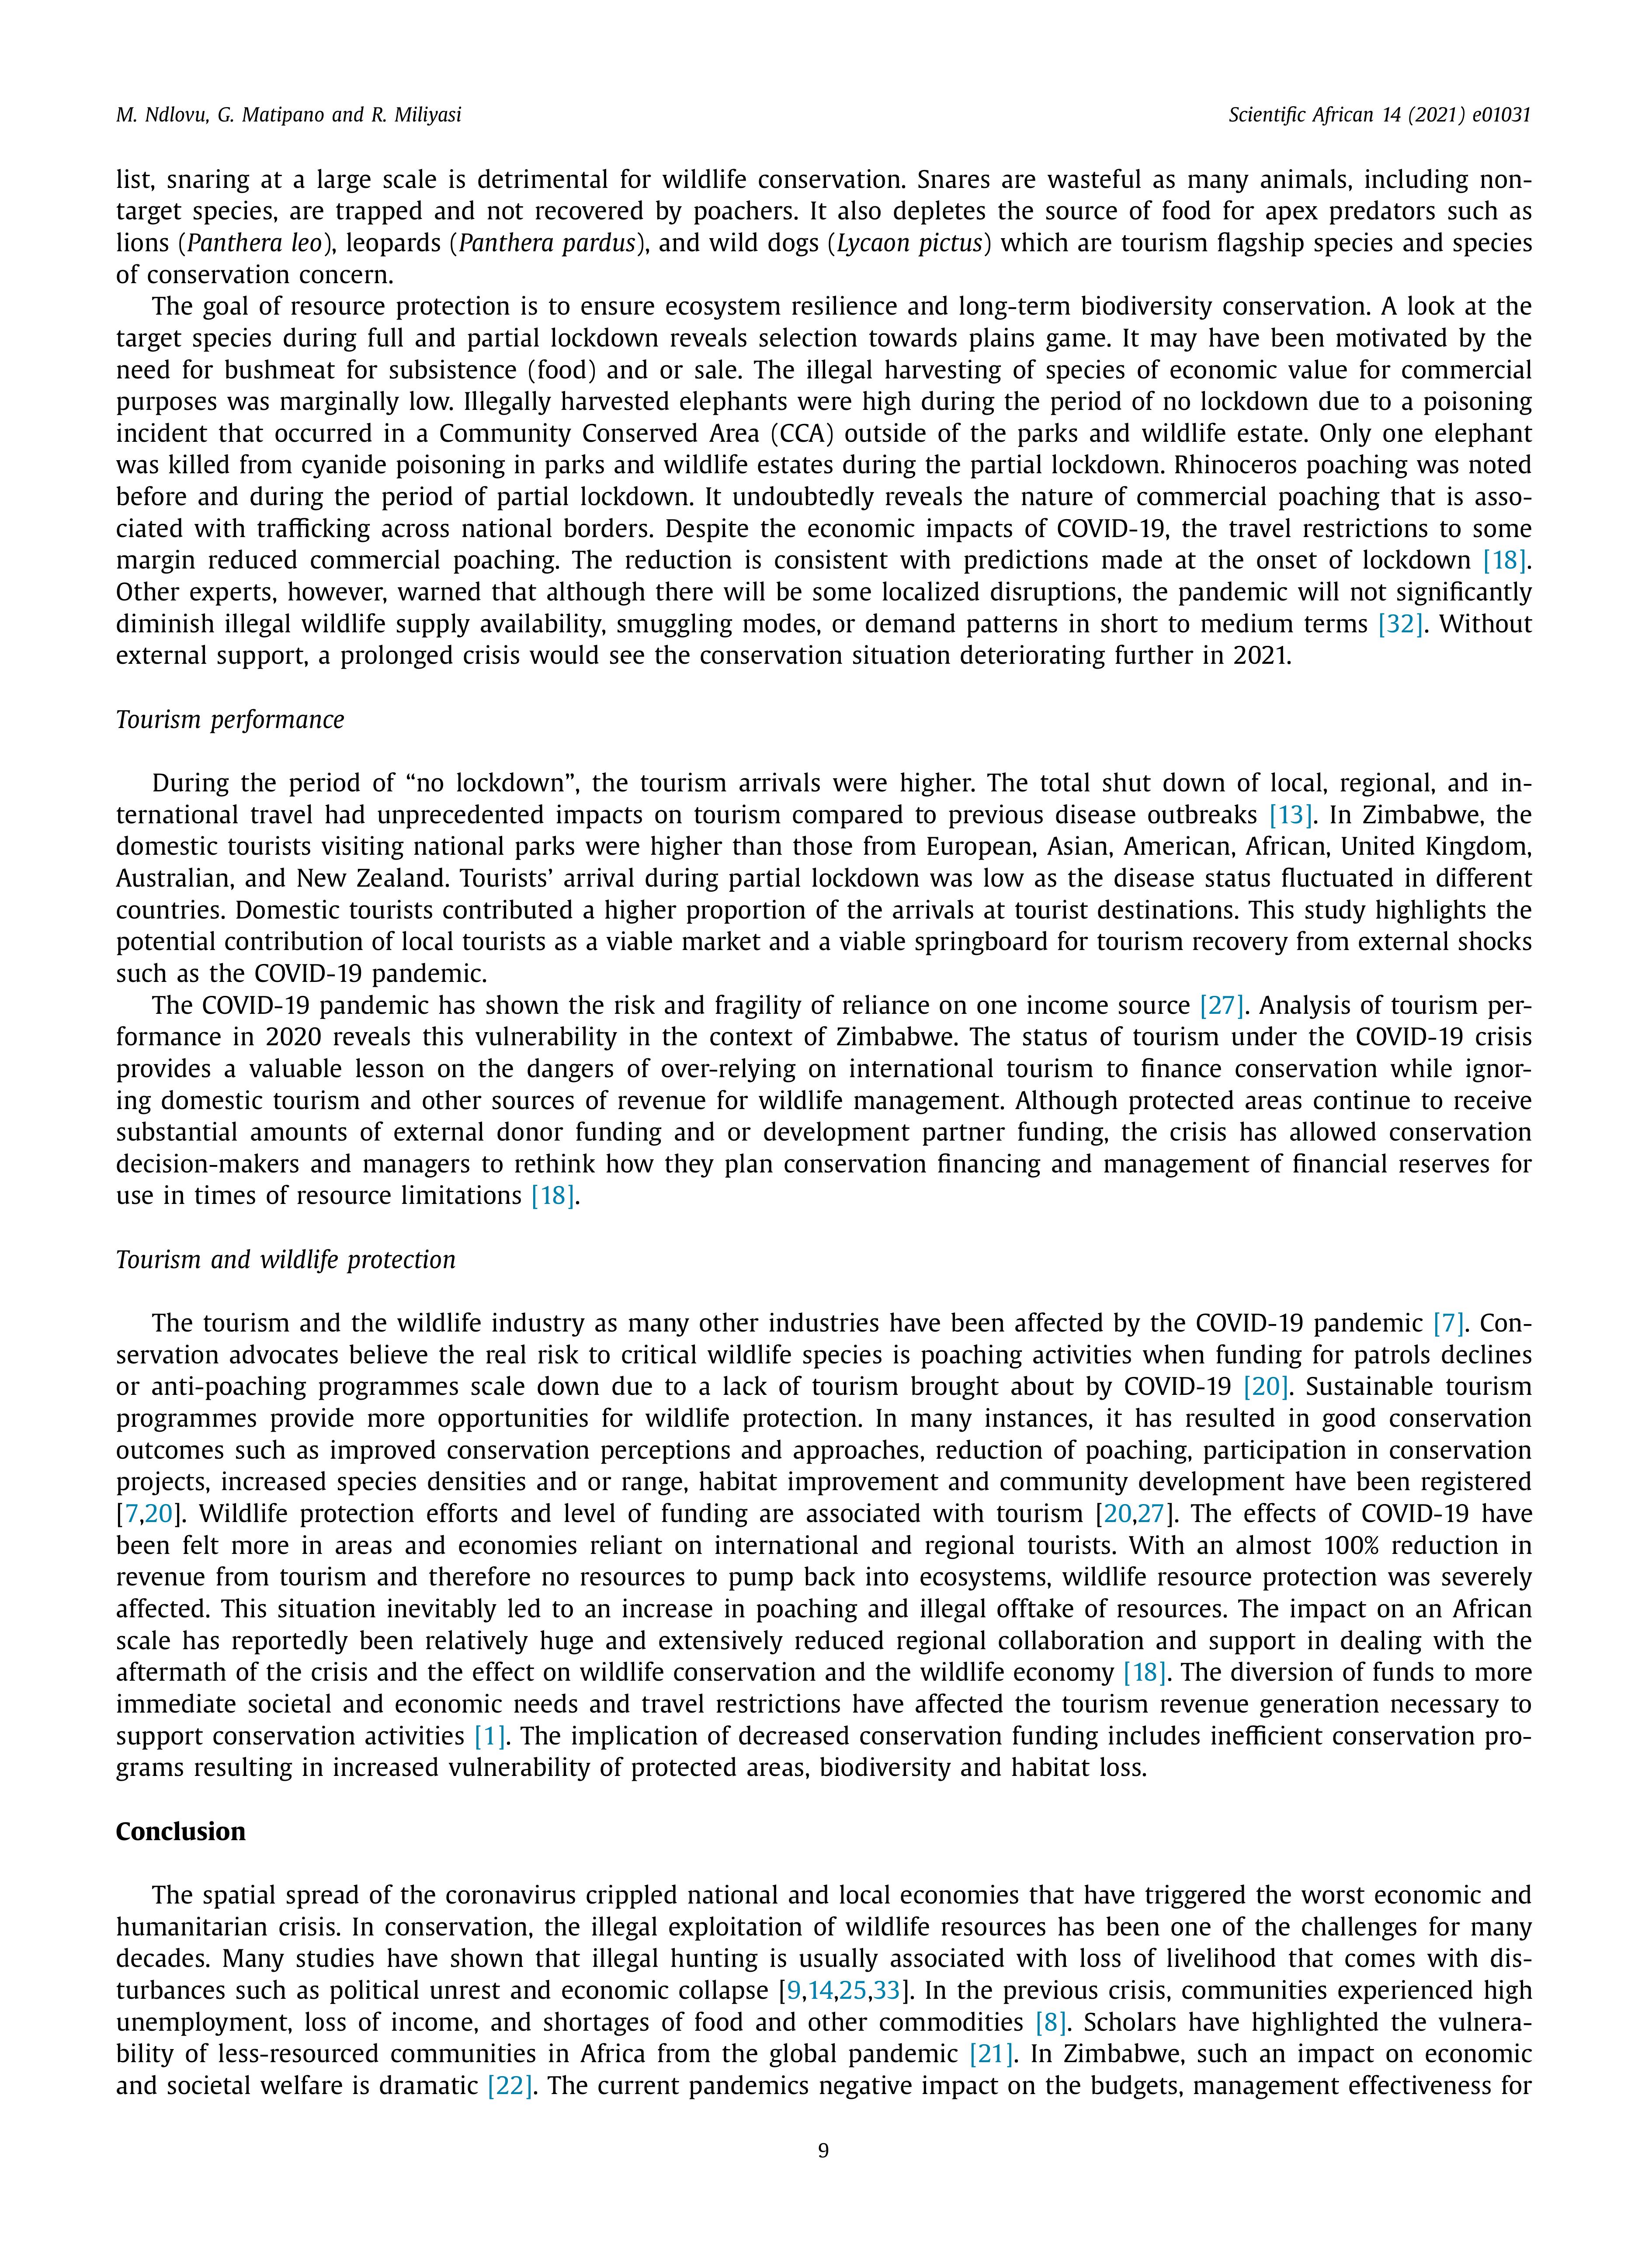 M. Ndlovu, G. Matipano and R. Miliyasi
Scientific African 14 (2021) e01031
list, snaring at a large scale is detrimental for wildlife conservation. Snares are wasteful as many animals, including non-
target species, are trapped and not recovered by poachers. It also depletes the source of food for apex predators such as
lions (Panthera leo), leopards (Panthera pardus), and wild dogs (Lycaon pictus) which are tourism flagship species and species
of conservation concern.
The goal of resource protection is to ensure ecosystem resilience and long-term biodiversity conservation. A look at the
target species during full and partial lockdown reveals selection towards plains game. It may have been motivated by the
need for bushmeat for subsistence (food) and or sale. The illegal harvesting of species of economic value for commercial
purposes was marginally low. Illegally harvested elephants were high during the period of no lockdown due to a poisoning
incident that occurred in a Community Conserved Area (CCA) outside of the parks and wildlife estate. Only one elephant
was killed from cyanide poisoning in parks and wildlife estates during the partial lockdown. Rhinoceros poaching was noted
before and during the period of partial lockdown. It undoubtedly reveals the nature of commercial poaching that is asso-
ciated with trafficking across national borders. Despite the economic impacts of COVID-19, the travel restrictions to some
margin reduced commercial poaching. The reduction is consistent with predictions made at the onset of lockdown [18].
Other experts, however, warned that although there will be some localized disruptions, the pandemic will not significantly
diminish illegal wildlife supply availability, smuggling modes, or demand patterns in short to medium terms [32]. Without
external support, a prolonged crisis would see the conservation situation deteriorating further in 2021.
Tourism performance
During the period of “no lockdown”, the tourism arrivals were higher. The total shut down of local, regional, and in-
ternational travel had unprecedented impacts on tourism compared to previous disease outbreaks [13]. In Zimbabwe, the
domestic tourists visiting national parks were higher than those from European, Asian, American, African, United Kingdom,
Australian, and New Zealand. Tourists’ arrival during partial lockdown was low as the disease status fluctuated in different
countries. Domestic tourists contributed a higher proportion of the arrivals at tourist destinations. This study highlights the
potential contribution of local tourists as a viable market and a viable springboard for tourism recovery from external shocks
such as the COVID-19 pandemic.
The COVID-19 pandemic has shown the risk and fragility of reliance on one income source [27]. Analysis of tourism per-
formance in 2020 reveals this vulnerability in the context of Zimbabwe. The status of tourism under the COVID-19 crisis
provides a valuable lesson on the dangers of over-relying on international tourism to finance conservation while ignor-
ing domestic tourism and other sources of revenue for wildlife management. Although protected areas continue to receive
substantial amounts of external donor funding and or development partner funding, the crisis has allowed conservation
decision-makers and managers to rethink how they plan conservation financing and management of financial reserves for
use in times of resource limitations [18].
Tourism and wildlife protection
The tourism and the wildlife industry as many other industries have been affected by the COVID-19 pandemic [7]. Con-
servation advocates believe the real risk to critical wildlife species is poaching activities when funding for patrols declines
or anti-poaching programmes scale down due to a lack of tourism brought about by COVID-19 [20]. Sustainable tourism
programmes provide more opportunities for wildlife protection. In many instances, it has resulted in good conservation
outcomes such as improved conservation perceptions and approaches, reduction of poaching, participation in conservation
projects, increased species densities and or range, habitat improvement and community development have been registered
[7,20]. Wildlife protection efforts and level of funding are associated with tourism [20,27]. The effects of COVID-19 have
been felt more in areas and economies reliant on international and regional tourists. With an almost 100% reduction in
revenue from tourism and therefore no resources to pump back into ecosystems, wildlife resource protection was severely
affected. This situation inevitably led to an increase in poaching and illegal offtake of resources. The impact on an African
scale has reportedly been relatively huge and extensively reduced regional collaboration and support in dealing with the
aftermath of the crisis and the effect on wildlife conservation and the wildlife economy [18]. The diversion of funds to more
immediate societal and economic needs and travel restrictions have affected the tourism revenue generation necessary to
support conservation activities [1]. The implication of decreased conservation funding includes inefficient conservation pro-
grams resulting in increased vulnerability of protected areas, biodiversity and habitat loss.
Conclusion
The spatial spread of the coronavirus crippled national and local economies that have triggered the worst economic and
humanitarian crisis. In conservation, the illegal exploitation of wildlife resources has been one of the challenges for many
decades. Many studies have shown that illegal hunting is usually associated with loss of livelihood that comes with dis-
turbances such as political unrest and economic collapse [9,14,25,33]. In the previous crisis, communities experienced high
unemployment, loss of income, and shortages of food and other commodities [8]. Scholars have highlighted the vulnera-
bility of less-resourced communities in Africa from the global pandemic [21]. In Zimbabwe, such an impact on economic
and societal welfare is dramatic [22]. The current pandemics negative impact on the budgets, management effectiveness for
9